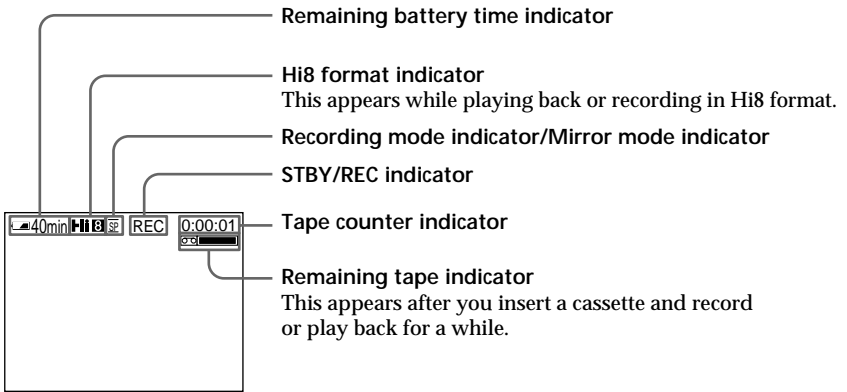 Remaining battery time indicator
Hi8 format indicator
This appears while playing back or recording in Hi8 format.
Recording mode indicator/Mirror mode indicator
STBY/REC indicator
40min Hi8 SP REC 0:00:01
Tape counter indicator
Remaining tape indicator
This appears after you insert a cassette and record
or play back for a while.